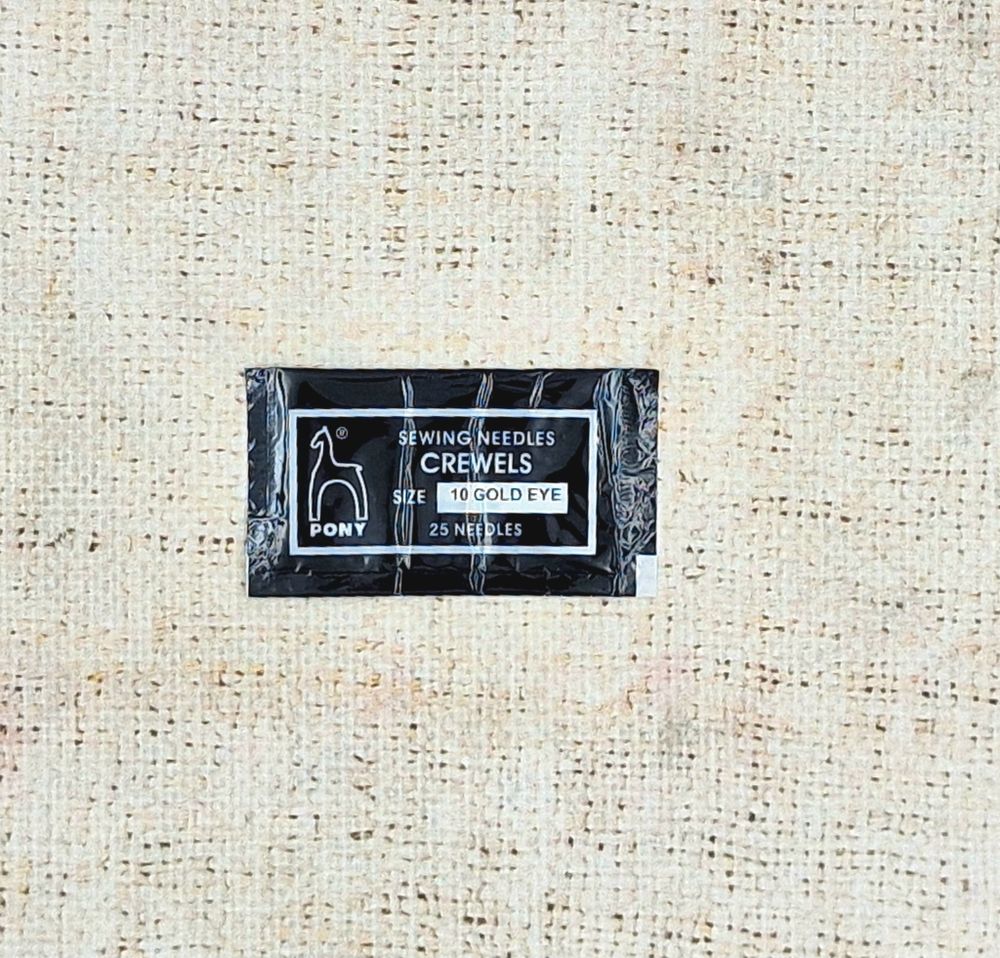 SEWING NEEDLES
CREWELS
SIZE 10 GOLD EYE
25 NEEDLES
PONY